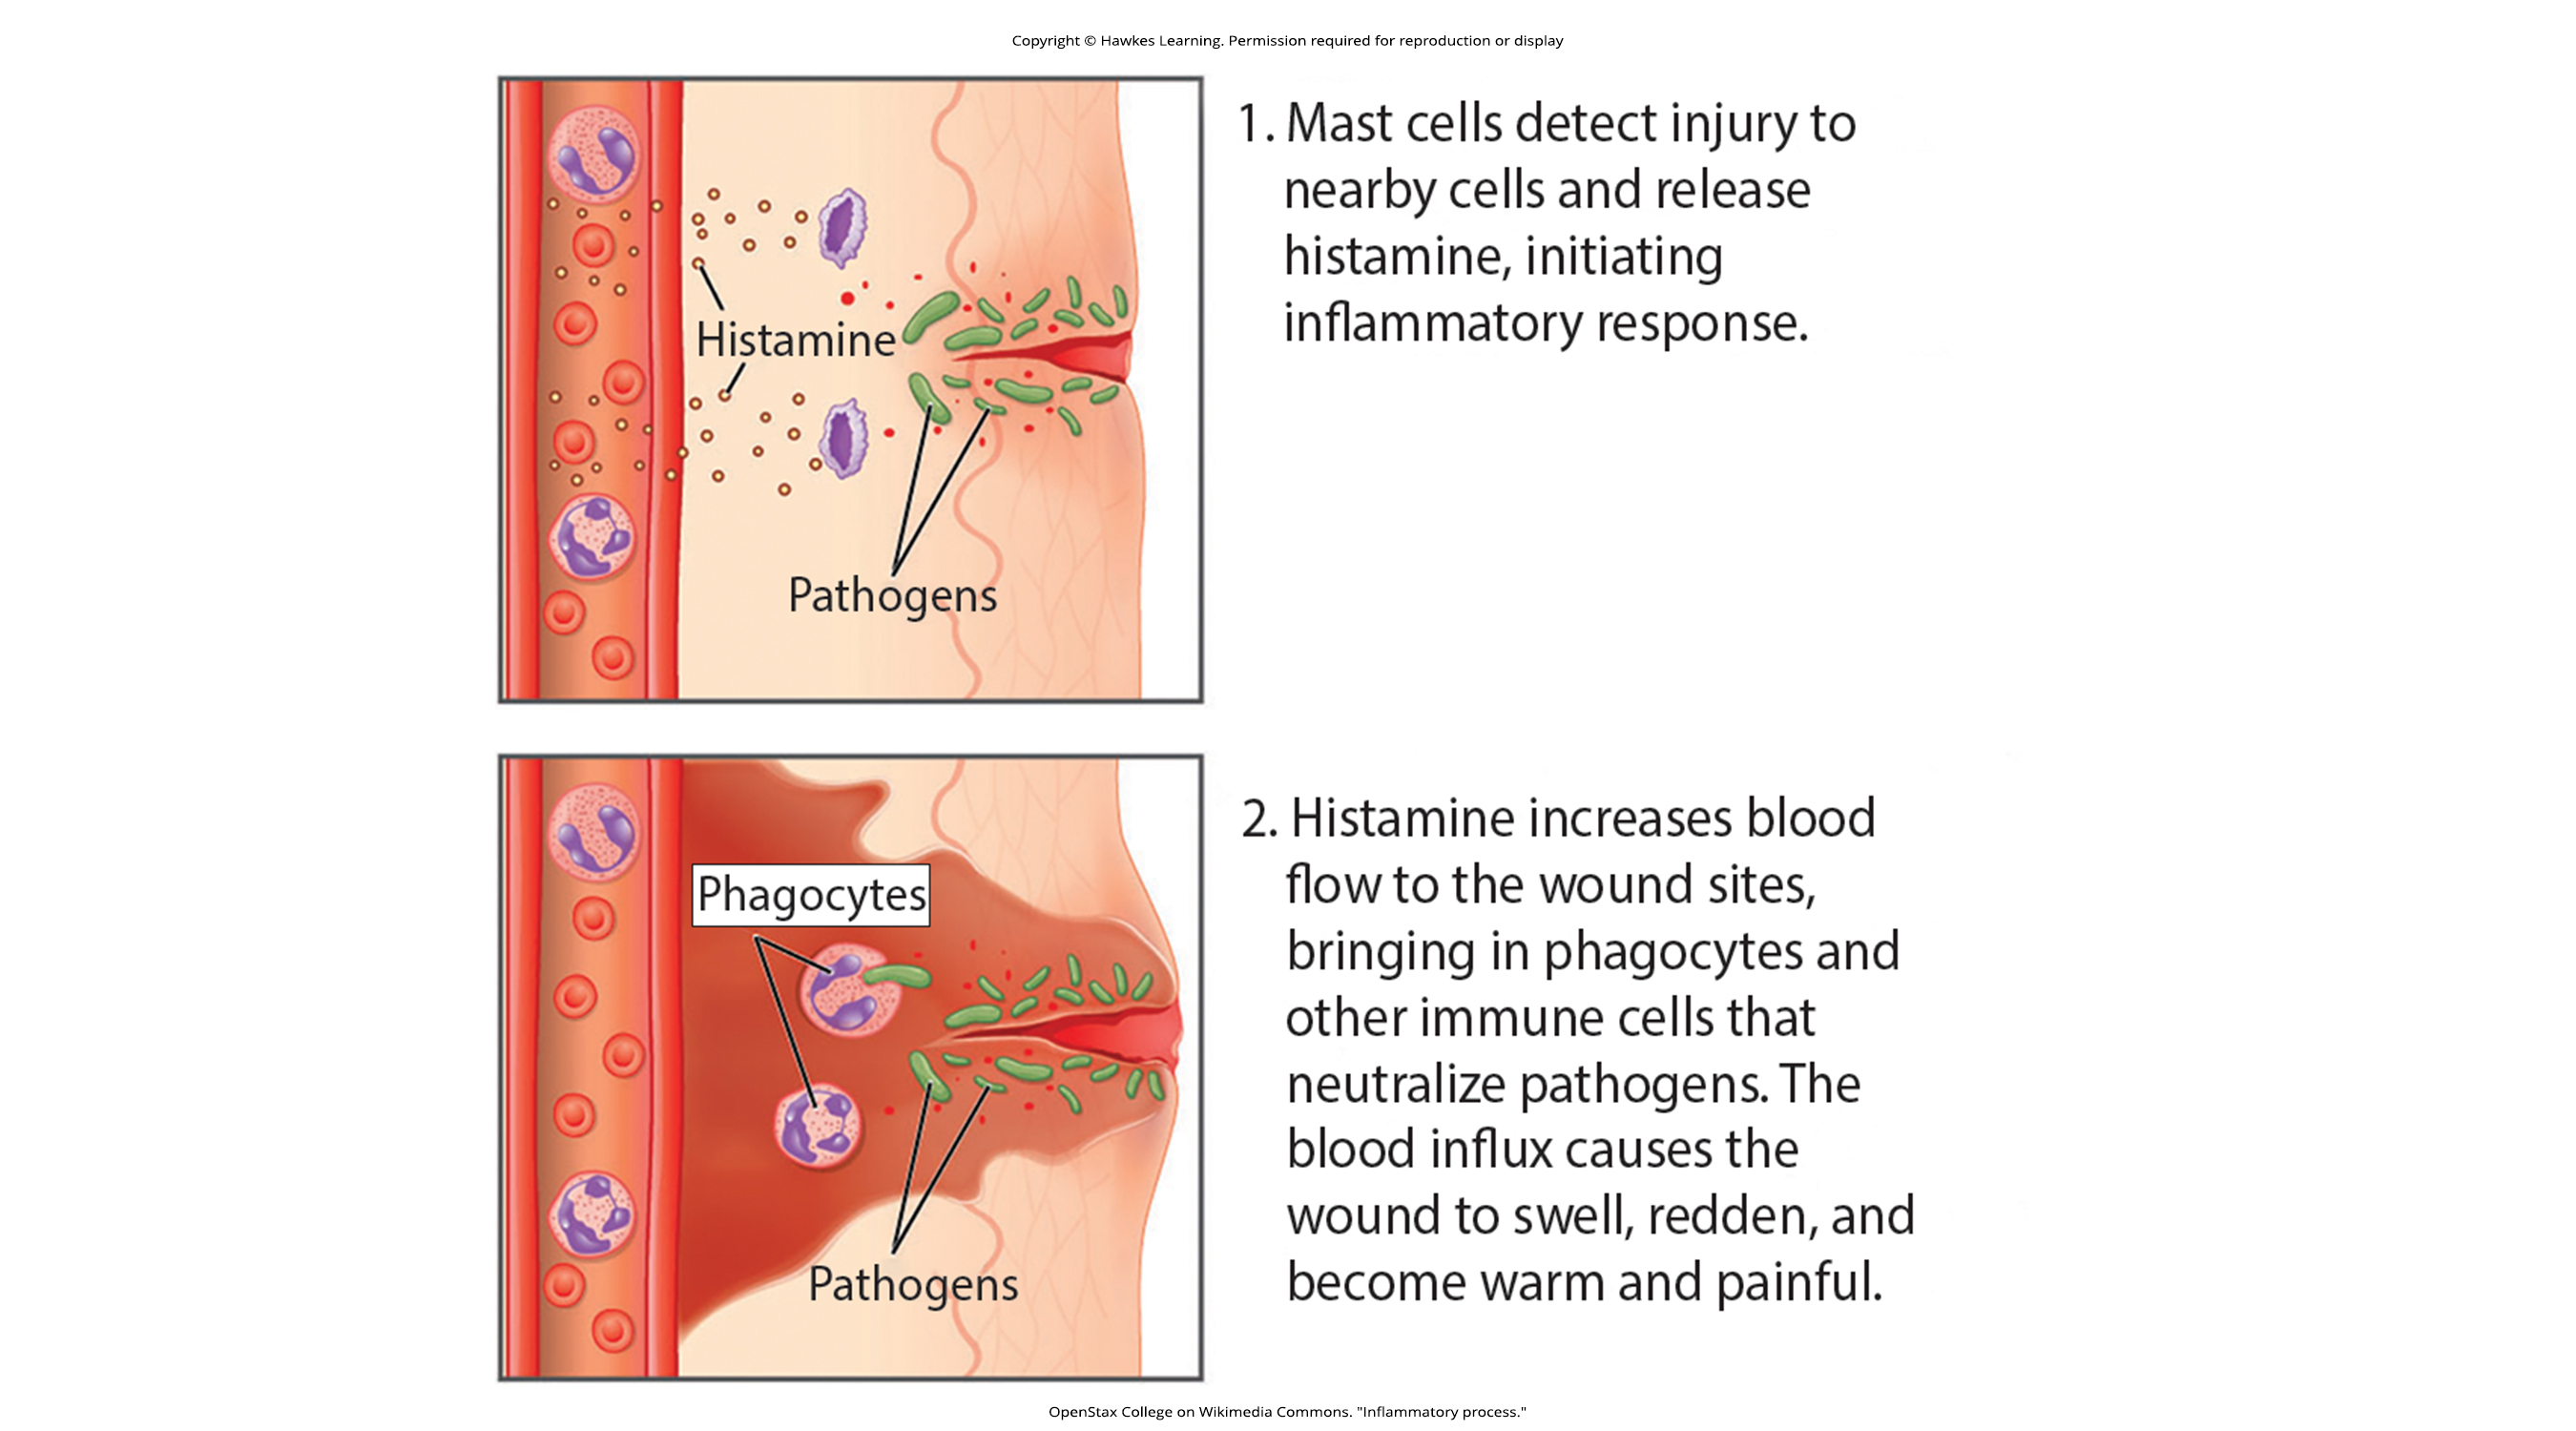 Copyright © Hawkes Learning. Permission required for reproduction or display
1. Mast cells detect injury to
nearby cells and release
histamine, initiating
inflammatory response.
Histamine
Pathogens
2. Histamine increases blood
flow to the wound sites,
bringing in phagocytes and
other immune cells that
neutralize pathogens. The
blood influx causes the
wound to swell, redden, and
become warm and painful.
Phagocytes
Pathogens
OpenStax College on Wikimedia Commons. "Inflammatory process."